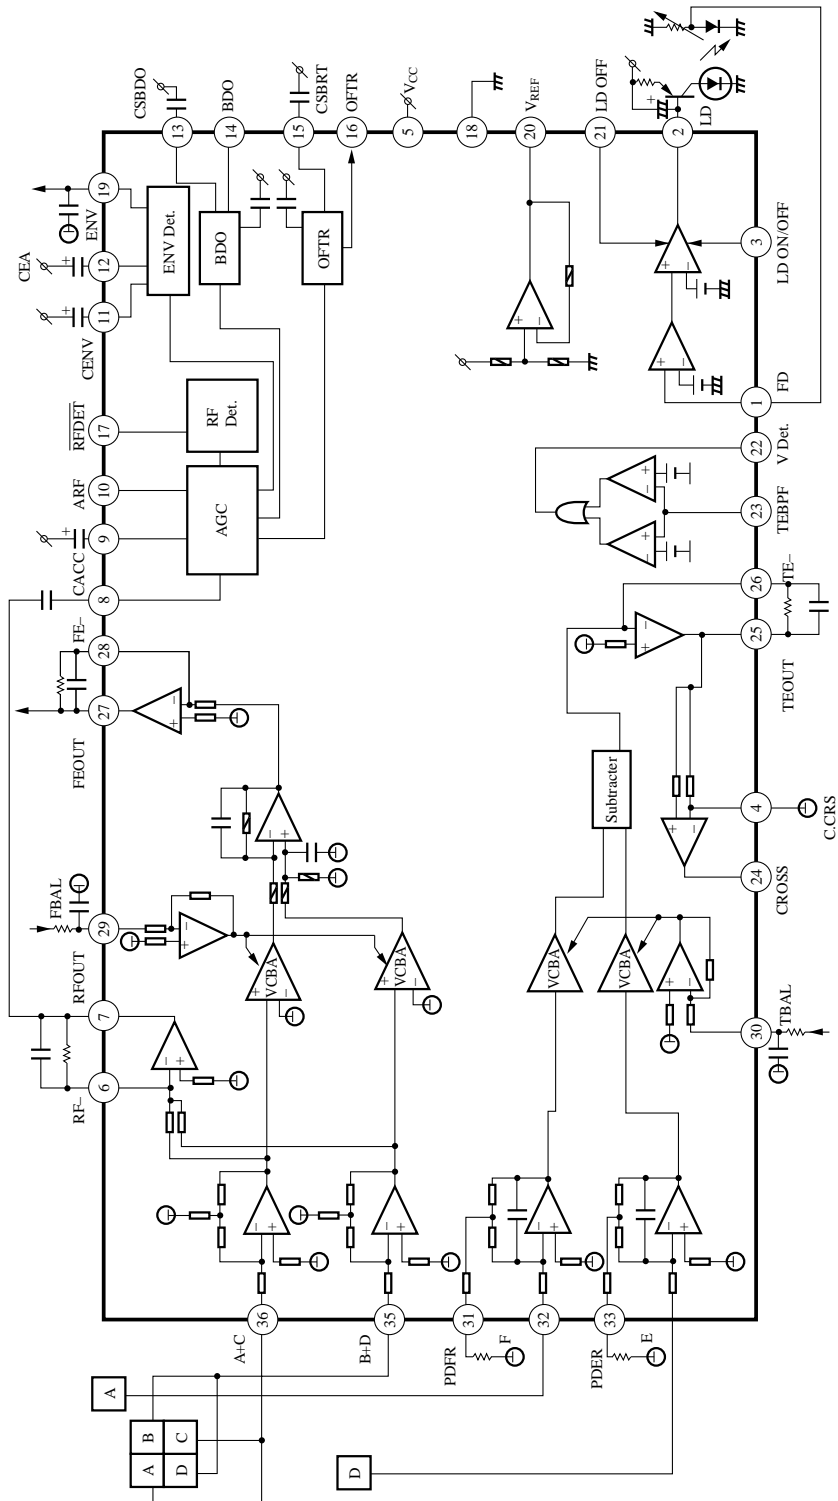 CSBDO
BDO
CSBRT
OFTR
V_CC
V_REF
LD OFF
LD
13
14
15
16
5
18
20
21
2
19
ENV
CEA
12
11
CENV
ENV Det.
BDO
OFTR
+
–
+
–
+
–
3
LD ON/OFF
1
FD
R̅F̅D̅E̅T̅
17
RF
Det.
ARF
10
AGC
9
CACC
8
22
V Det.
23
TEBPF
+
–
+
–
FE–
28
27
FEOUT
–
+
26
TE–
25
TEOUT
+
–
Subtracter
–
+
+
–
4
C.CRS
24
CROSS
FBAL
29
RFOUT
7
6
RF–
–
+
–
+
+
VCBA
–
+
VCBA
–
VCBA
VCBA
+
–
30
TBAL
–
+
–
+
–
+
–
+
36
A+C
35
B+D
31
PDFR
F
32
33
PDER
E
A
B
C
A
D
D